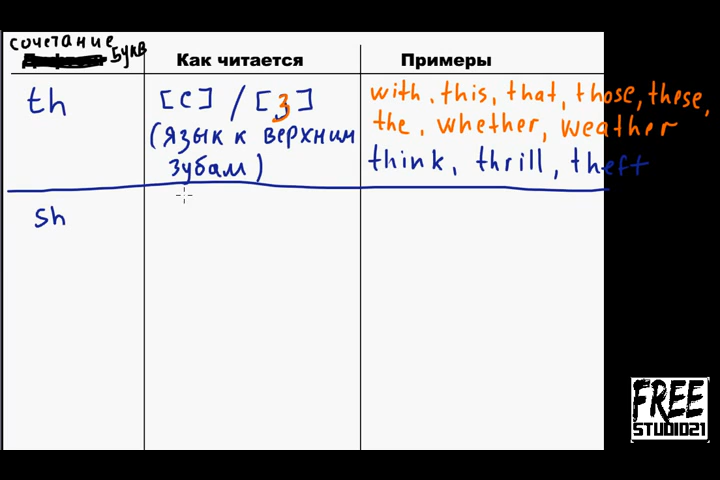 сочетание
букв
Как читается
Примеры
th
[с] / [з]
(язык к верхним
зубам)
with, this, that, those, these,
the, whether, weather
think, thrill, theft
sh
FREE
STUDIO21